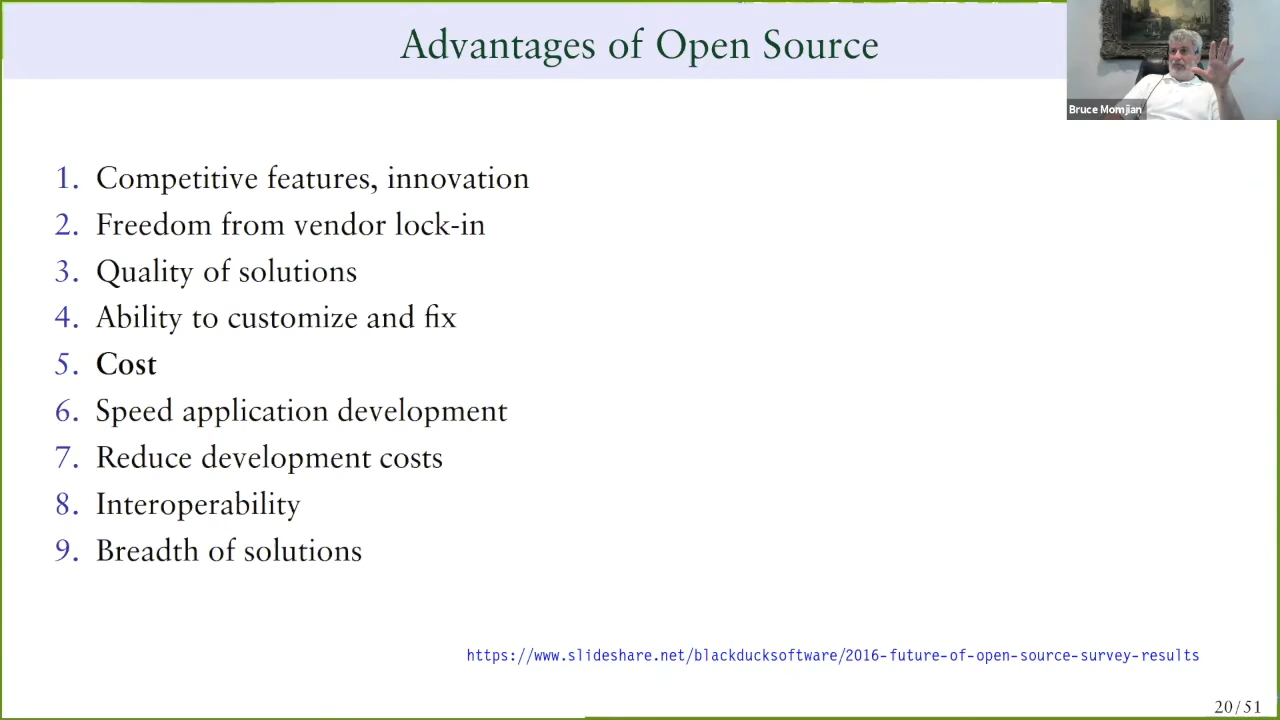 Advantages of Open Source
Bruce Momjian
1. Competitive features, innovation
2. Freedom from vendor lock-in
3. Quality of solutions
4. Ability to customize and fix
5. Cost
6. Speed application development
7. Reduce development costs
8. Interoperability
9. Breadth of solutions
https://www.slideshare.net/blackducksoftware/2016-future-of-open-source-survey-results
20/51